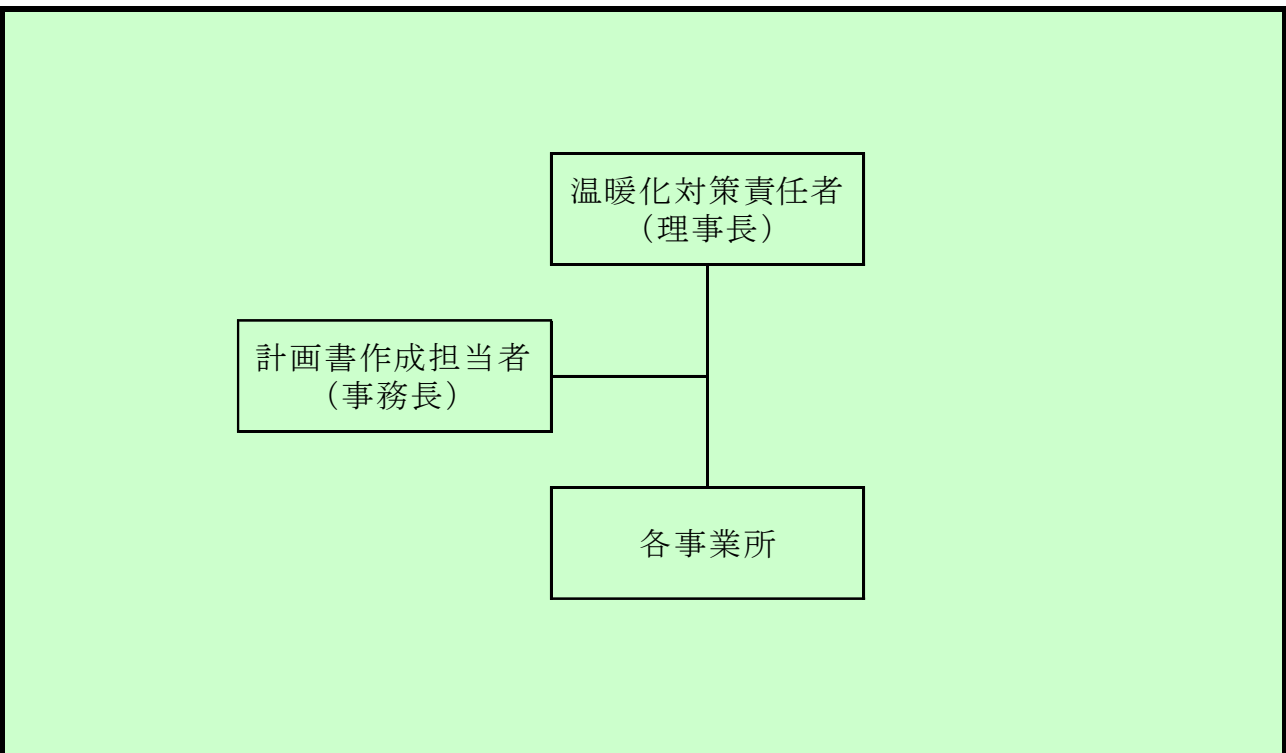 温暖化対策責任者
（理事長）
計画書作成担当者
（事務長）
各事業所